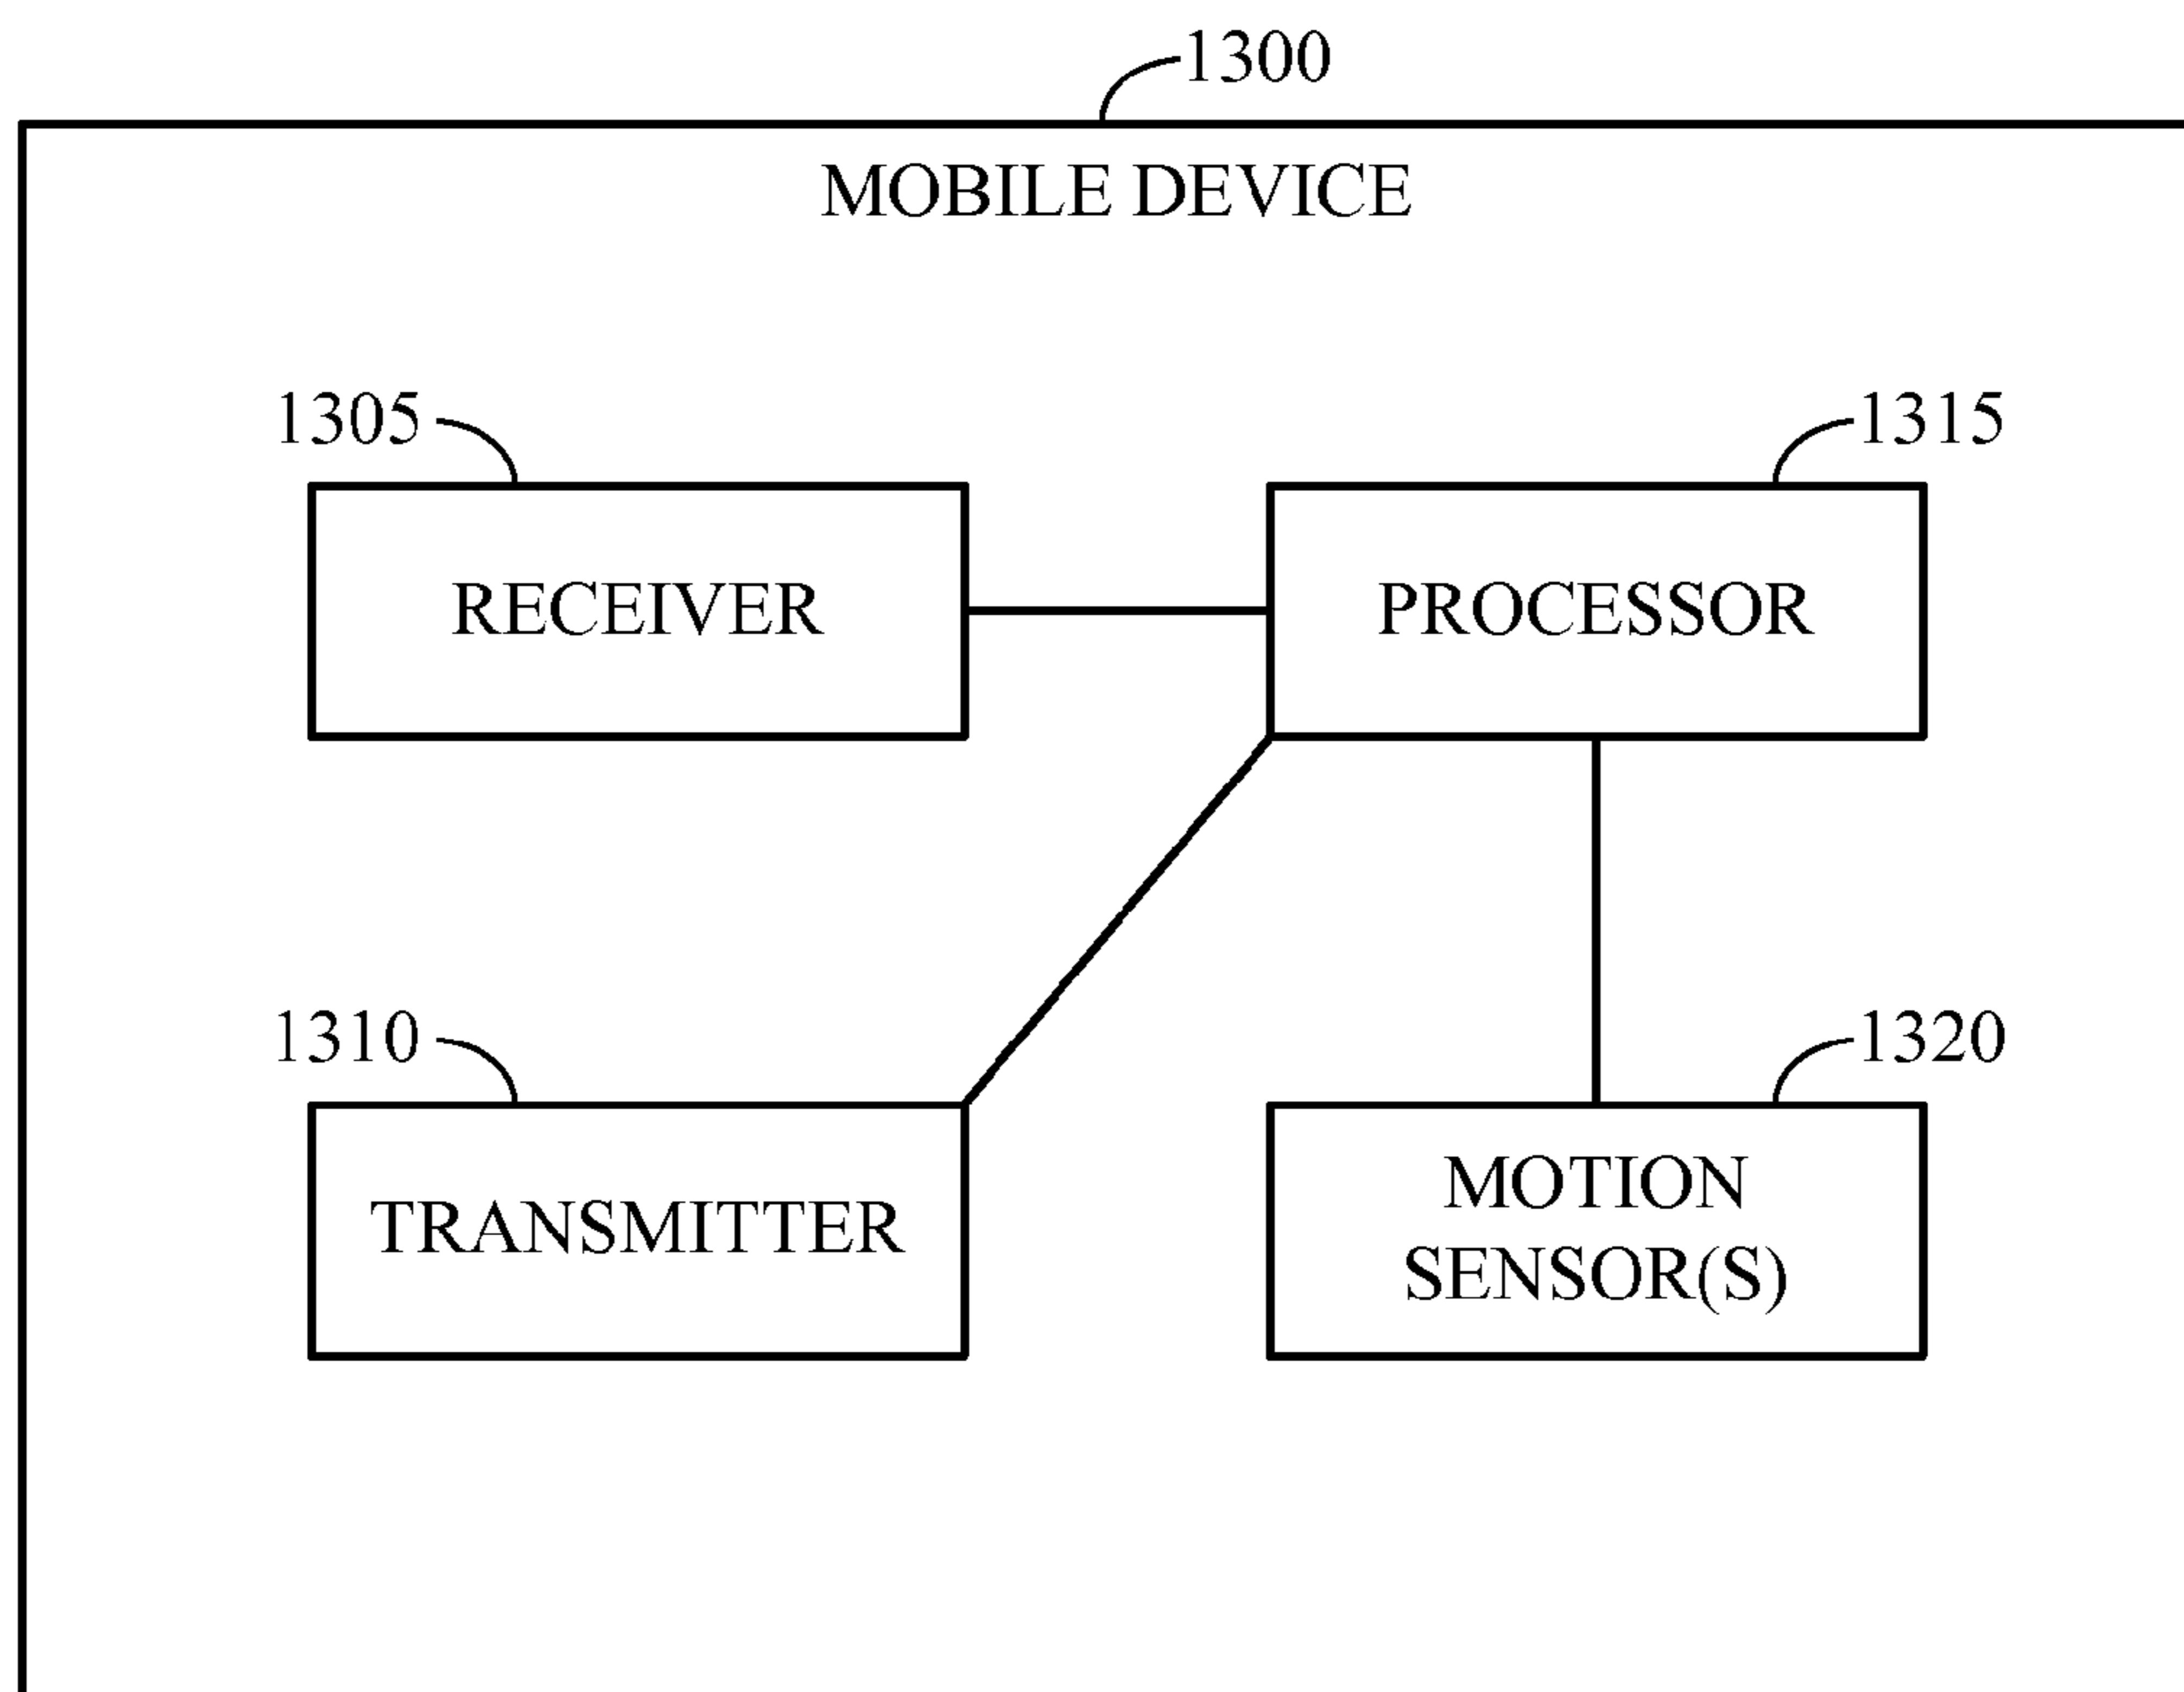 1300
MOBILE DEVICE
1305
1315
RECEIVER
PROCESSOR
1310
1320
TRANSMITTER
MOTION
SENSOR(S)